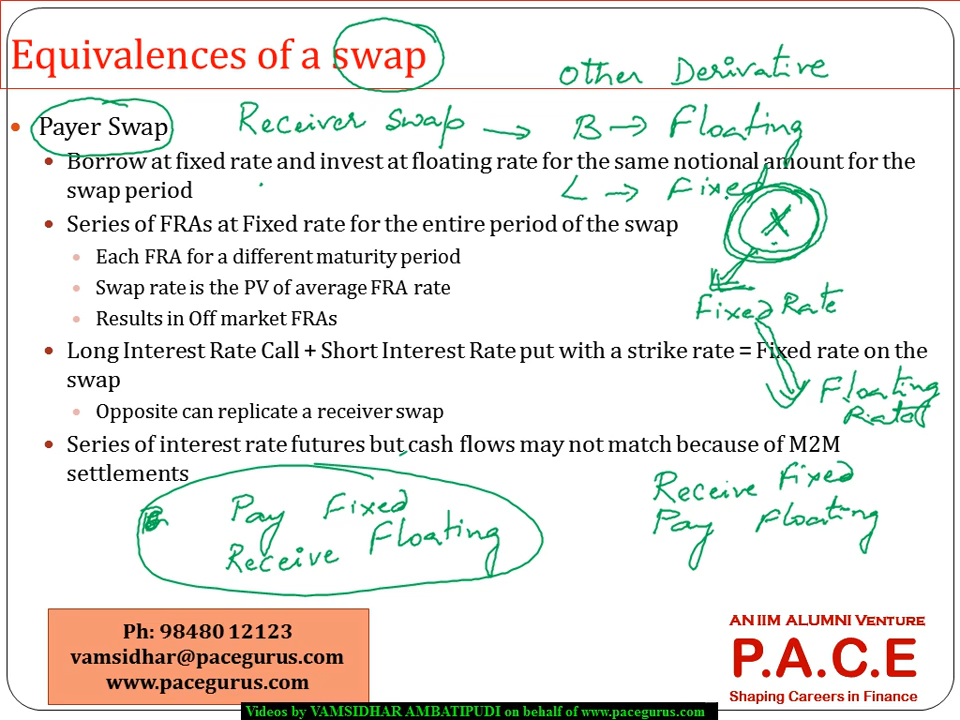 Equivalences of a swap
Other Derivative
Payer Swap
Receiver Swap → B → Floating
Borrow at fixed rate and invest at floating rate for the same notional amount for the
swap period
L → Fixed
Series of FRAs at Fixed rate for the entire period of the swap
X
Each FRA for a different maturity period
Swap rate is the PV of average FRA rate
Fixed Rate
Results in Off market FRAs
Long Interest Rate Call + Short Interest Rate put with a strike rate = Fixed rate on the
swap
Floating
Opposite can replicate a receiver swap
Series of interest rate futures but cash flows may not match because of M2M
settlements
Pay Fixed
Receive Floating
Receive Fixed
Pay Floating
Ph: 98480 12123
vamsidhar@pacegurus.com
www.pacegurus.com
AN IIM ALUMNI VENTURE
P.A.C.E
Shaping Careers in Finance
Videos by VAMSIDHAR AMBATIPUDI on behalf of www.pacegurus.com